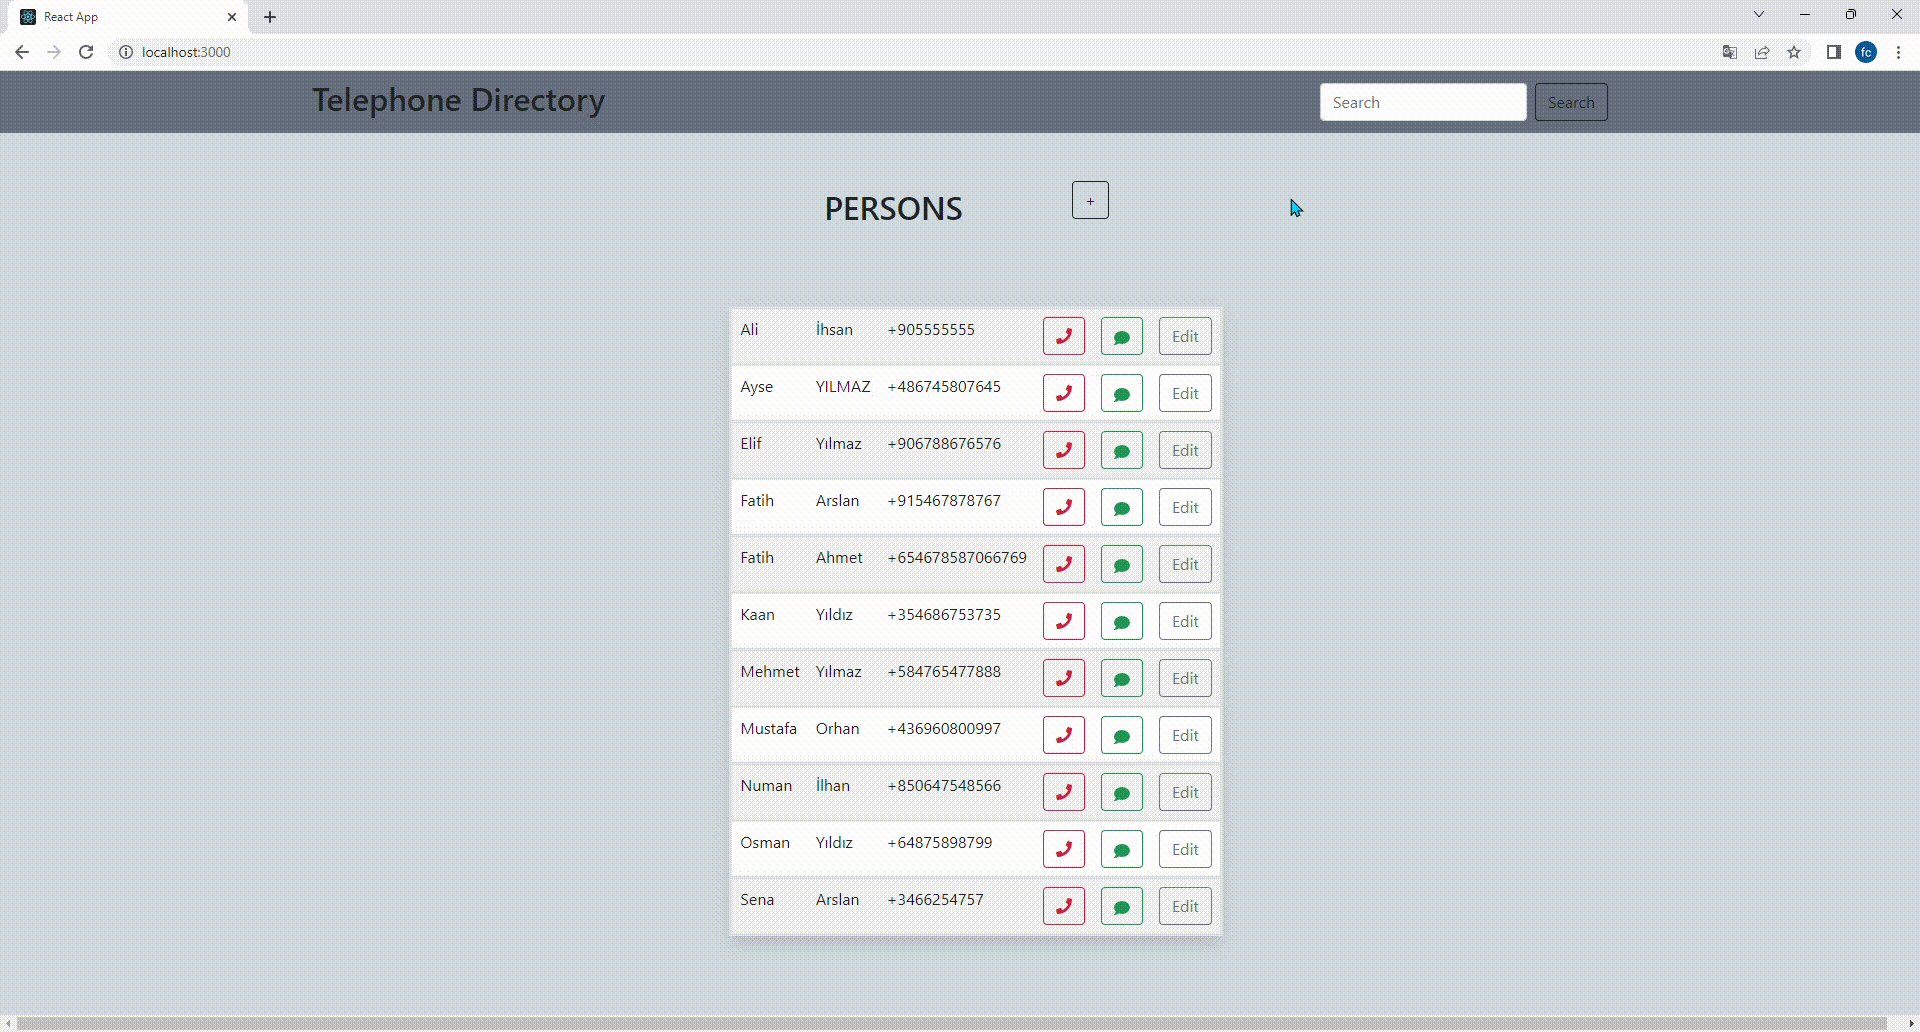 React App
localhost:3000
fc
Telephone Directory
Search Search
PERSONS +
Ali İhsan +905555555 Edit
Ayse YILMAZ +486745807645 Edit
Elif Yılmaz +906788676576 Edit
Fatih Arslan +915467878767 Edit
Fatih Ahmet +654678587066769 Edit
Kaan Yıldız +354686753735 Edit
Mehmet Yılmaz +584765477888 Edit
Mustafa Orhan +436960800997 Edit
Numan İlhan +850647548566 Edit
Osman Yıldız +64875898799 Edit
Sena Arslan +3466254757 Edit